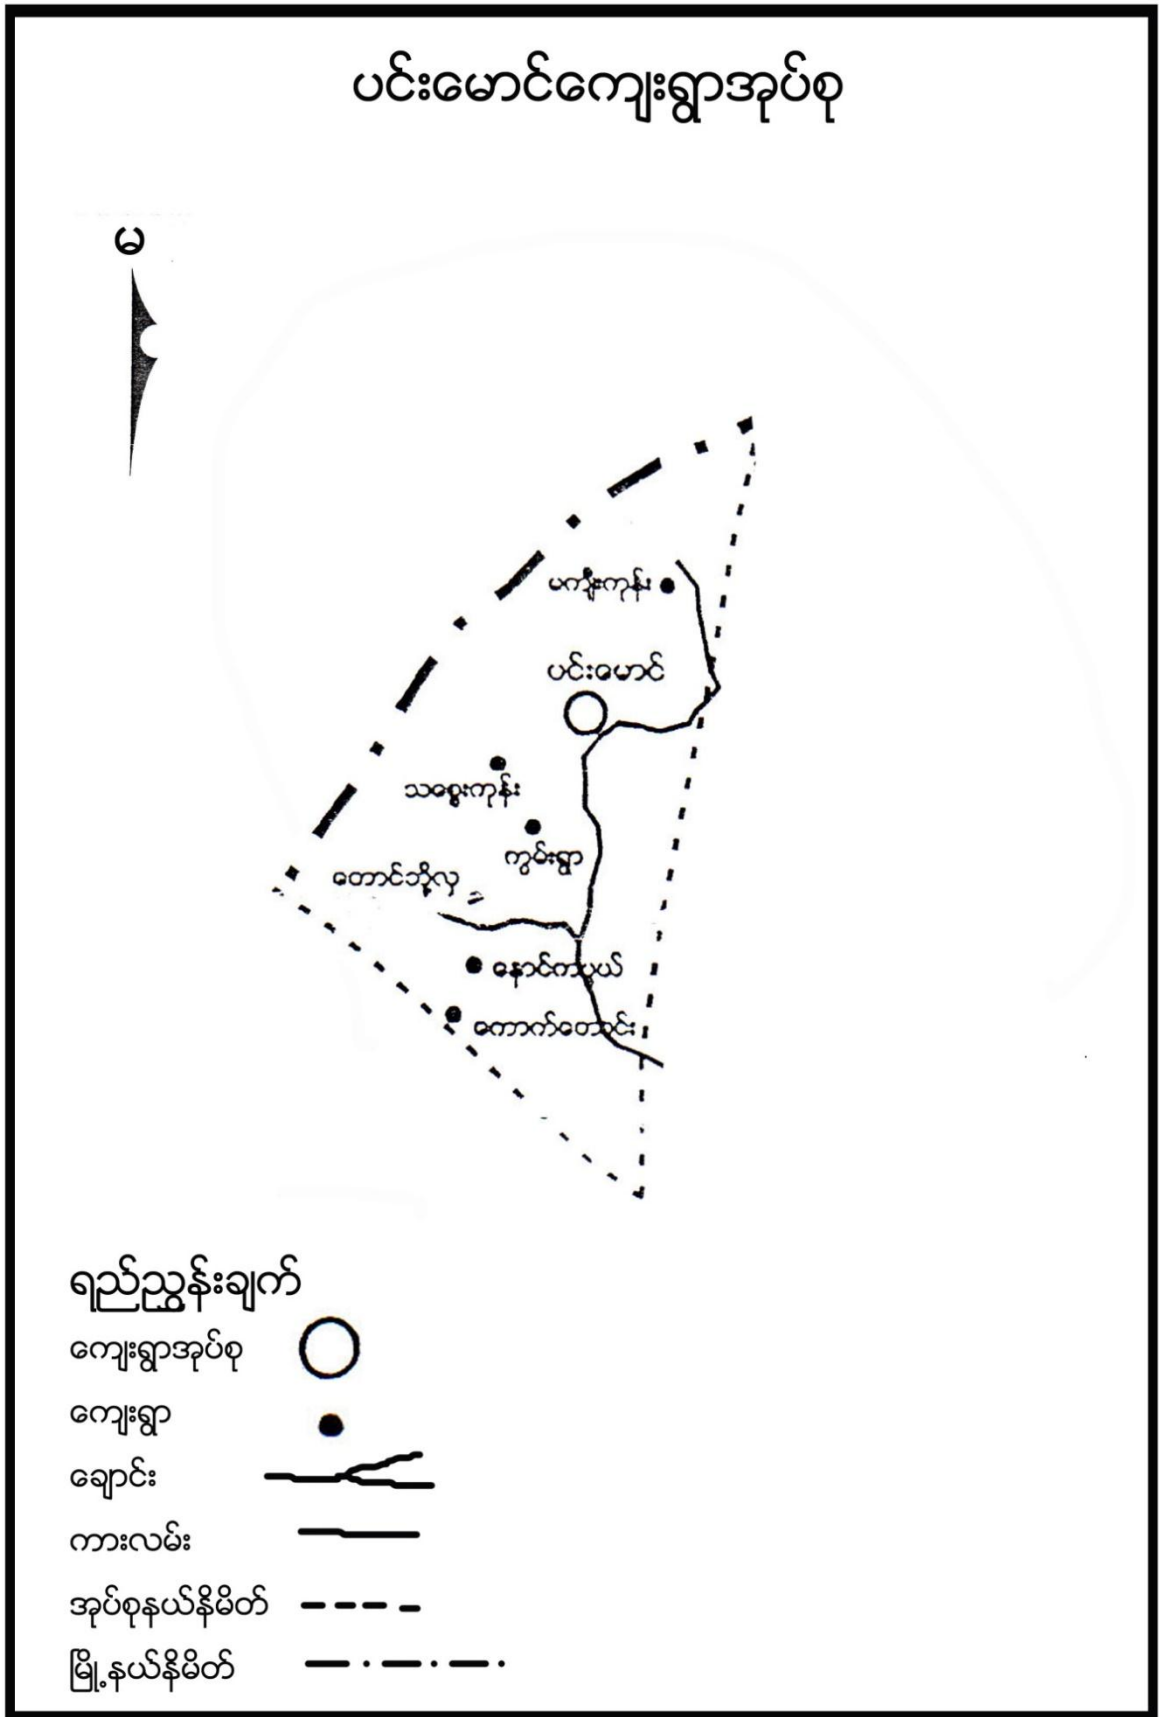 ပင်းမောင်ကျေးရွာအုပ်စု
မ
မကျီးကုန်း
ပင်းမောင်
သစွေးကုန်း
ကွမ်းရွာ
တောင်ဘို့လှ
နောင်ကပွယ်
ကောက်တောင်း
ရည်ညွှန်းချက်
ကျေးရွာအုပ်စု
ကျေးရွာ
ချောင်း
ကားလမ်း
အုပ်စုနယ်နိမိတ်
မြို့နယ်နိမိတ်